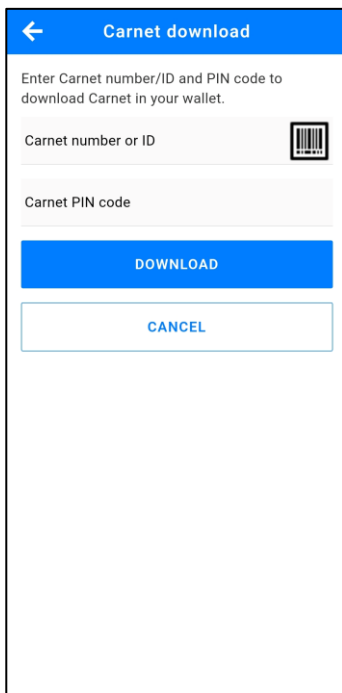 Carnet download
Enter Carnet number/ID and PIN code to
download Carnet in your wallet.
Carnet number or ID
Carnet PIN code
DOWNLOAD
CANCEL